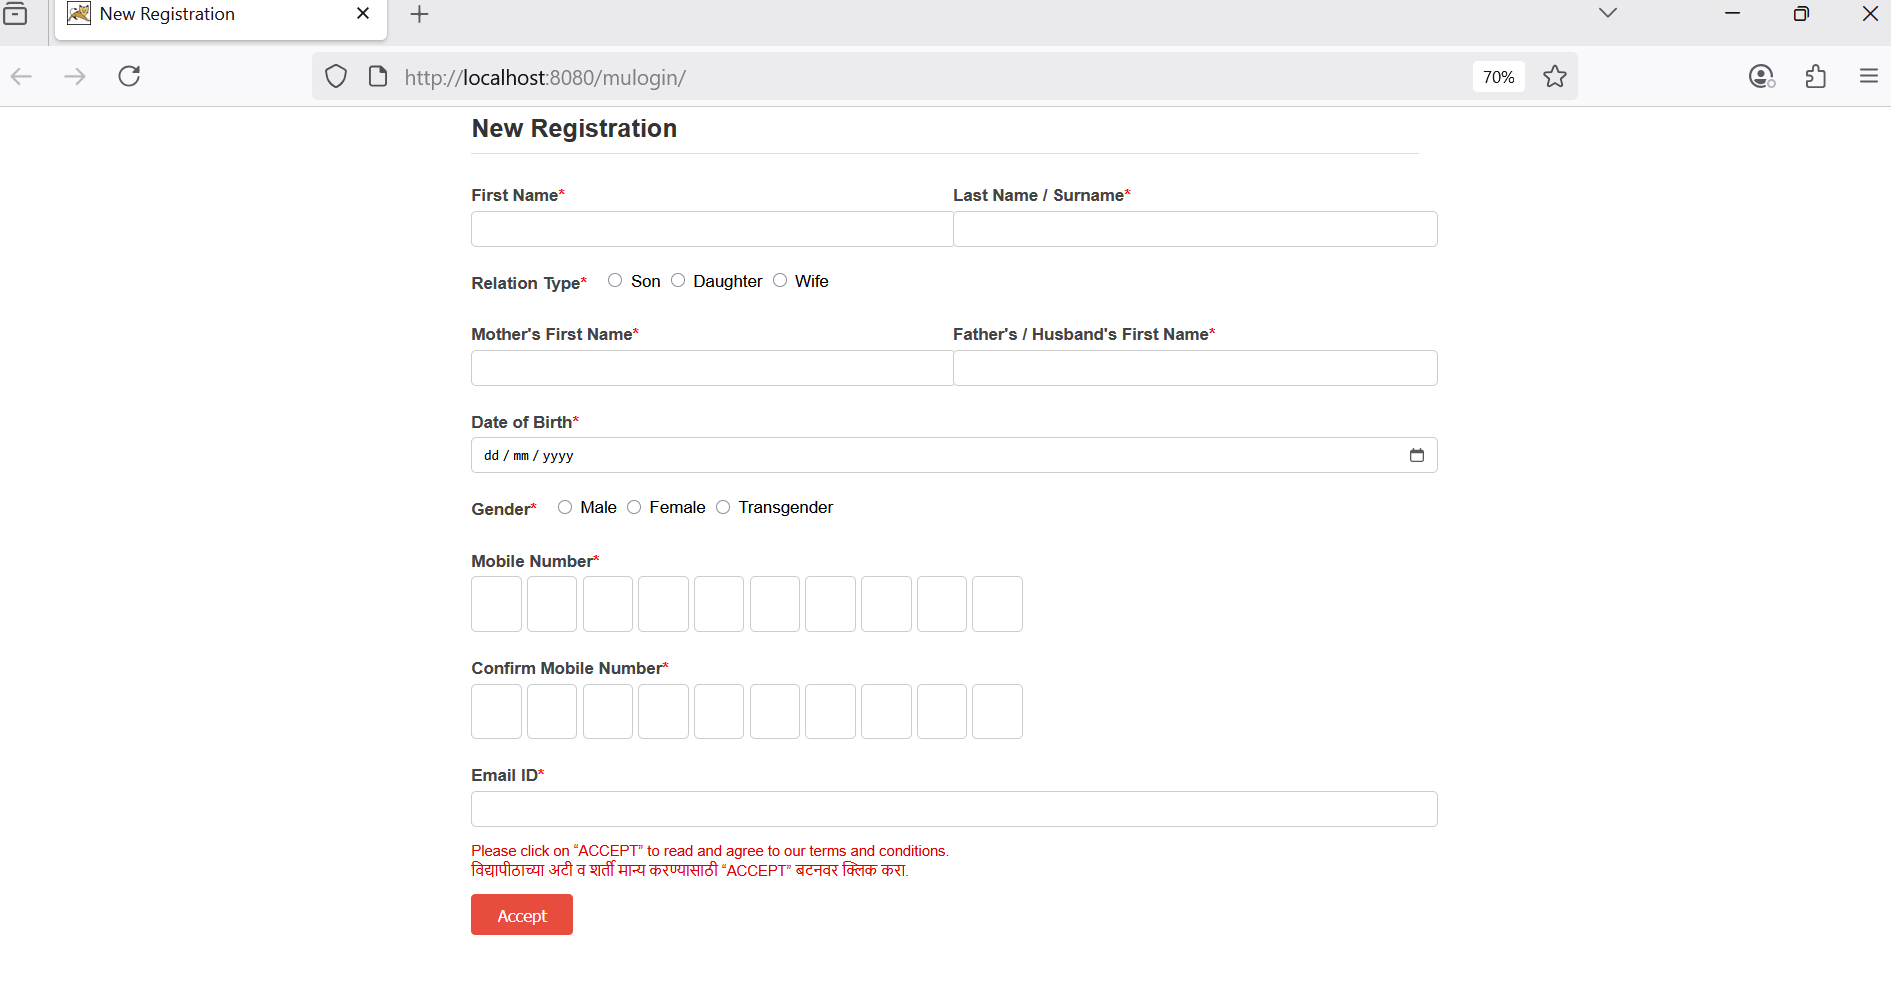 New Registration
http://localhost:8080/mulogin/
70%
New Registration
First Name* Last Name / Surname*
Relation Type* Son Daughter Wife
Mother's First Name* Father's / Husband's First Name*
Date of Birth*
dd / mm / yyyy
Gender* Male Female Transgender
Mobile Number*
Confirm Mobile Number*
Email ID*
Please click on “ACCEPT” to read and agree to our terms and conditions.
विद्यापीठाच्या अटी व शर्ती मान्य करण्यासाठी “ACCEPT” बटनवर क्लिक करा.
Accept